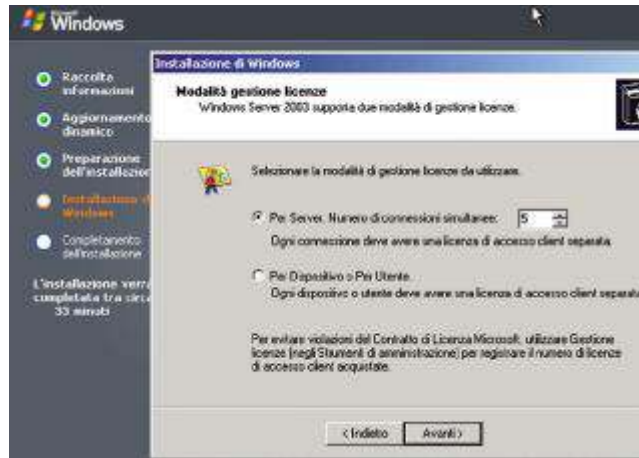 Microsoft
Windows
Raccolta
informazioni
Aggiornamento
dinamico
Preparazione
dell'installazion
Installazione di
Windows
Completamento
dell'installazione
L'installazione verrà
completata tra circa
33 minuti
Installazione di Windows
Modalità gestione licenze
Windows Server 2003 supporta due modalità di gestione licenze.
Selezionare la modalità di gestione licenze da utilizzare.
Per Server. Numero di connessioni simultanee: 5
Ogni connessione deve avere una licenza di accesso client separata.
Per Dispositivo o Per Utente.
Ogni dispositivo o utente deve avere una licenza di accesso client separata
Per evitare violazioni del Contratto di Licenza Microsoft, utilizzare Gestione
licenze (negli Strumenti di amministrazione) per registrare il numero di licenze
di accesso client acquistate.
< Indietro
Avanti >